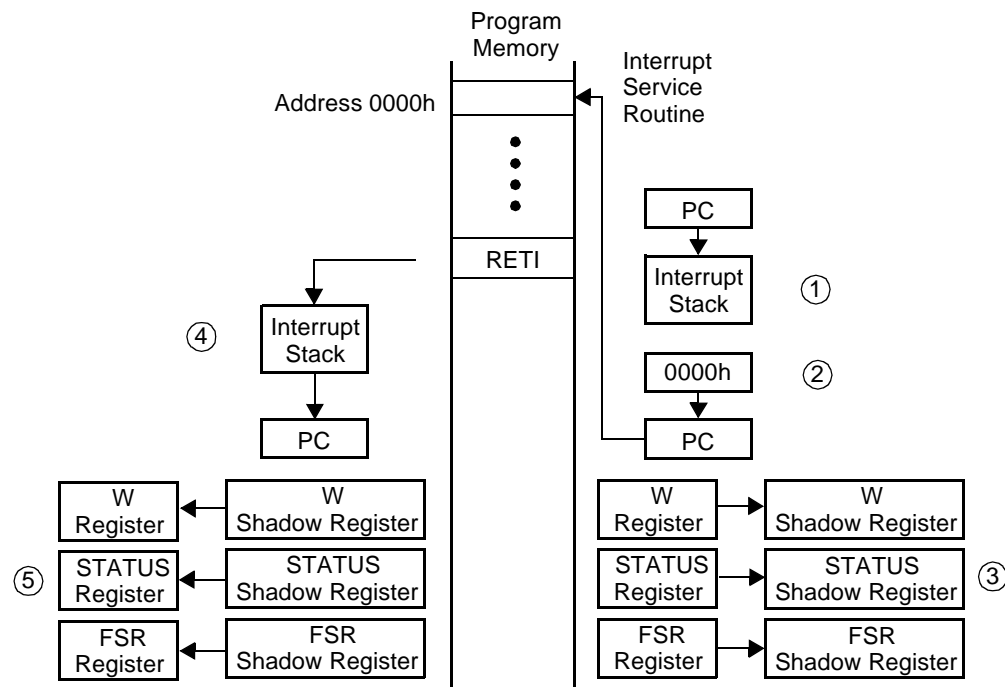 Program
Memory
Interrupt
Service
Routine
Address 0000h
PC
RETI
Interrupt
Stack
①
④
Interrupt
Stack
0000h
②
PC
PC
W
Register
W
Shadow Register
W
Register
W
Shadow Register
⑤
STATUS
Register
STATUS
Shadow Register
STATUS
Register
STATUS
Shadow Register
③
FSR
Register
FSR
Shadow Register
FSR
Register
FSR
Shadow Register